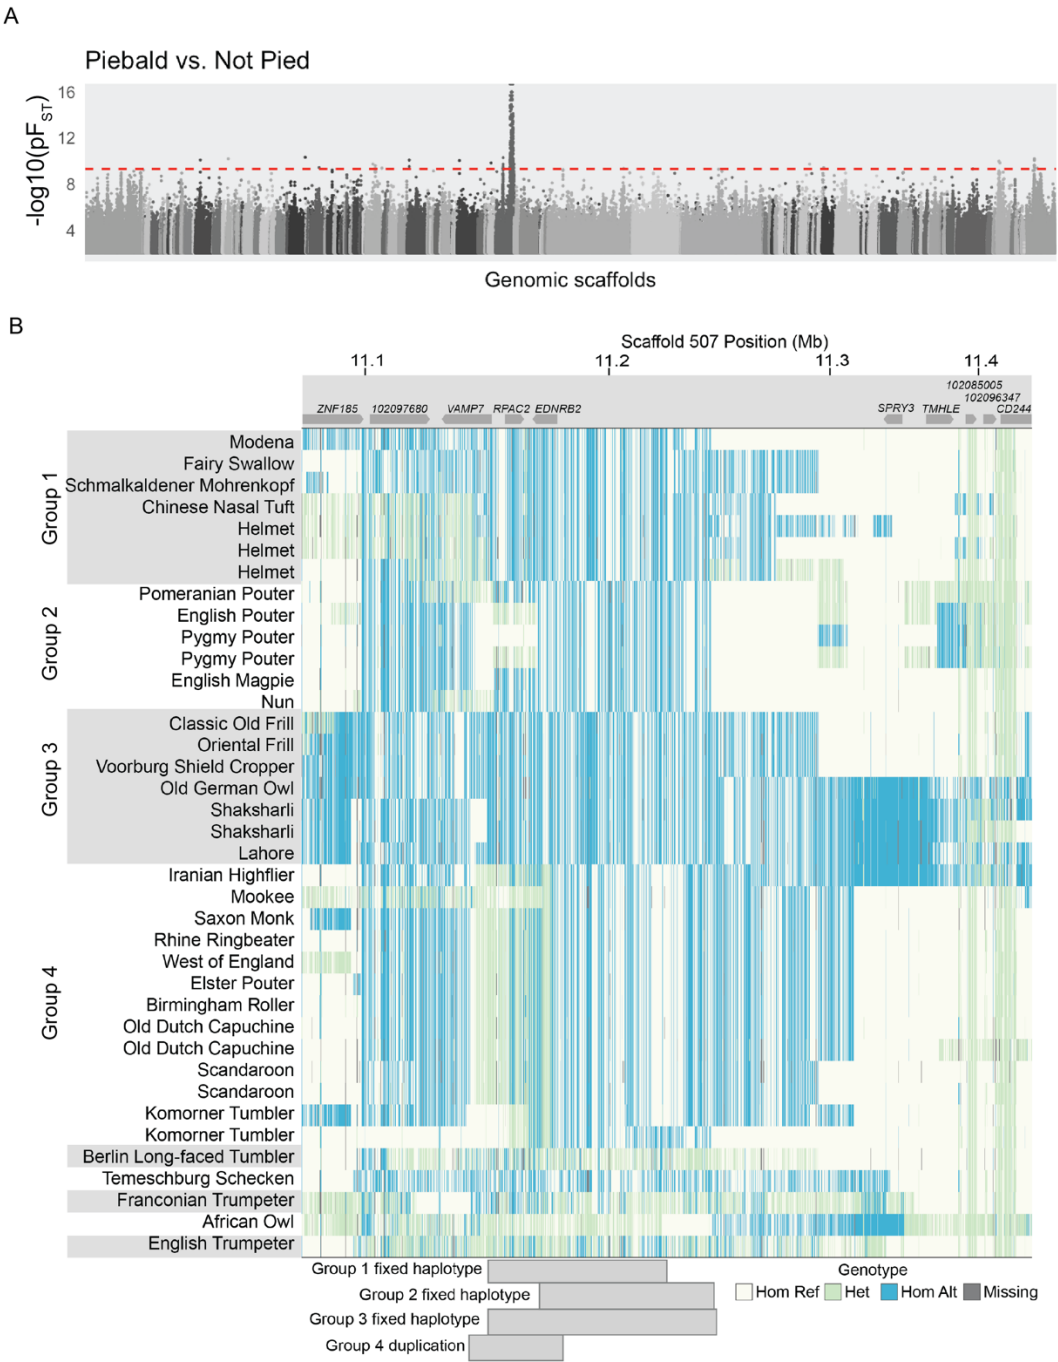 A
Piebald vs. Not Pied
-log10(pFST)
16
12
8
4
Genomic scaffolds
B
Scaffold 507 Position (Mb)
11.1 11.2 11.3 11.4
102085005
102096347
ZNF185 102097680 VAMP7 RPAC2 EDNRB2 SPRY3 TMHLE CD244
Group 1
Modena
Fairy Swallow
Schmalkaldener Mohrenkopf
Chinese Nasal Tuft
Helmet
Helmet
Helmet
Group 2
Pomeranian Pouter
English Pouter
Pygmy Pouter
Pygmy Pouter
English Magpie
Nun
Group 3
Classic Old Frill
Oriental Frill
Voorburg Shield Cropper
Old German Owl
Shaksharli
Shaksharli
Lahore
Group 4
Iranian Highflier
Mookee
Saxon Monk
Rhine Ringbeater
West of England
Elster Pouter
Birmingham Roller
Old Dutch Capuchine
Old Dutch Capuchine
Scandaroon
Scandaroon
Komorner Tumbler
Komorner Tumbler
Berlin Long-faced Tumbler
Temeschburg Schecken
Franconian Trumpeter
African Owl
English Trumpeter
Group 1 fixed haplotype
Group 2 fixed haplotype
Group 3 fixed haplotype
Group 4 duplication
Genotype
Hom Ref Het Hom Alt Missing